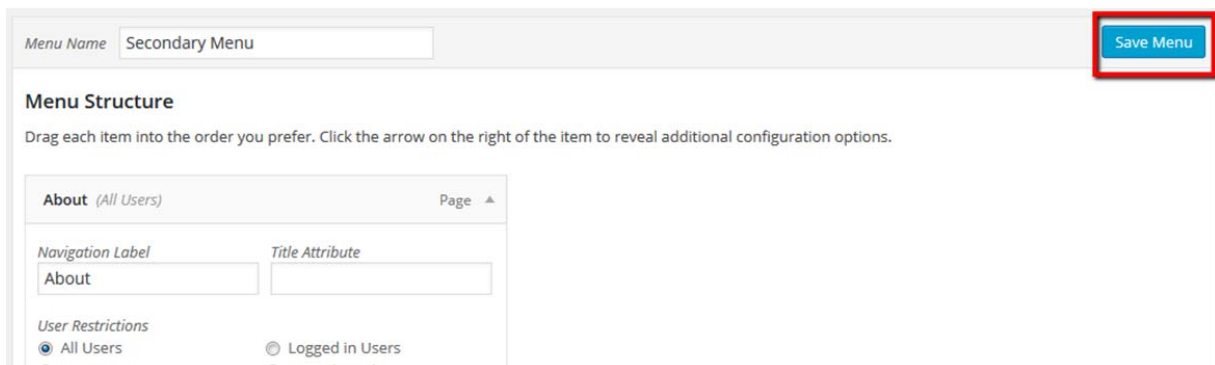 Menu Name Secondary Menu Save Menu
Menu Structure
Drag each item into the order you prefer. Click the arrow on the right of the item to reveal additional configuration options.
About (All Users) Page
Navigation Label Title Attribute
About
User Restrictions
All Users Logged in Users